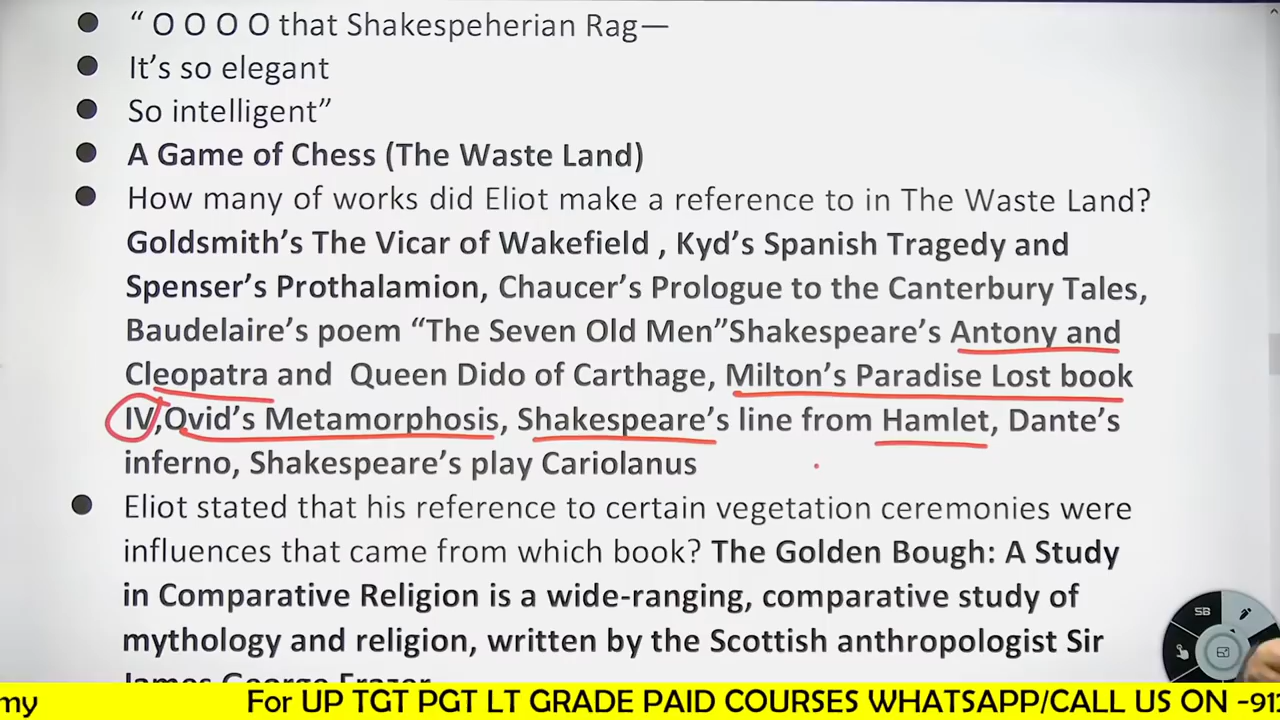 “ O O O O that Shakespeherian Rag—
It’s so elegant
So intelligent”
A Game of Chess (The Waste Land)
How many of works did Eliot make a reference to in The Waste Land?
Goldsmith’s The Vicar of Wakefield , Kyd’s Spanish Tragedy and
Spenser’s Prothalamion, Chaucer’s Prologue to the Canterbury Tales,
Baudelaire’s poem “The Seven Old Men”Shakespeare’s Antony and
Cleopatra and Queen Dido of Carthage, Milton’s Paradise Lost book
IV,Ovid’s Metamorphosis, Shakespeare’s line from Hamlet, Dante’s
inferno, Shakespeare’s play Cariolanus
Eliot stated that his reference to certain vegetation ceremonies were
influences that came from which book? The Golden Bough: A Study
in Comparative Religion is a wide-ranging, comparative study of
mythology and religion, written by the Scottish anthropologist Sir
James George Frazer
SB
my For UP TGT PGT LT GRADE PAID COURSES WHATSAPP/CALL US ON -91